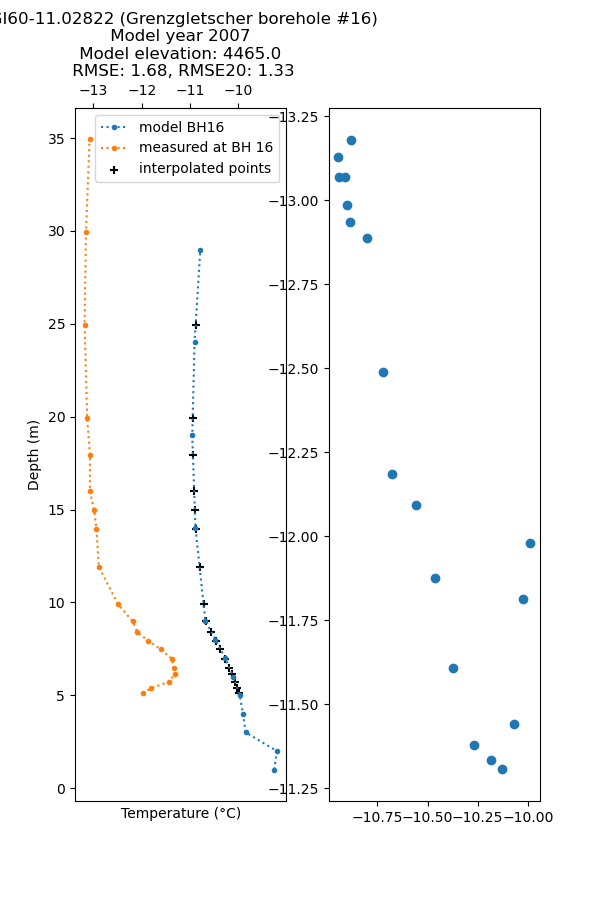 GI60-11.02822 (Grenzgletscher borehole #16)
Model year 2007
Model elevation: 4465.0
RMSE: 1.68, RMSE20: 1.33
−13 −12 −11 −10
model BH16
measured at BH 16
interpolated points
35
30
25
20
15
10
5
0
Depth (m)
Temperature (°C)
−13.25
−13.00
−12.75
−12.50
−12.25
−12.00
−11.75
−11.50
−11.25
−10.75 −10.50 −10.25 −10.00